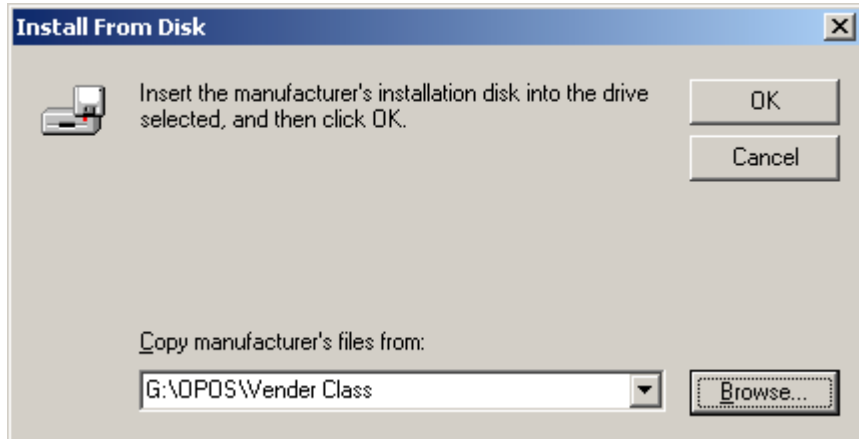 Install From Disk
Insert the manufacturer's installation disk into the drive
selected, and then click OK.
OK
Cancel
Copy manufacturer's files from:
G:\OPOS\Vender Class
Browse...